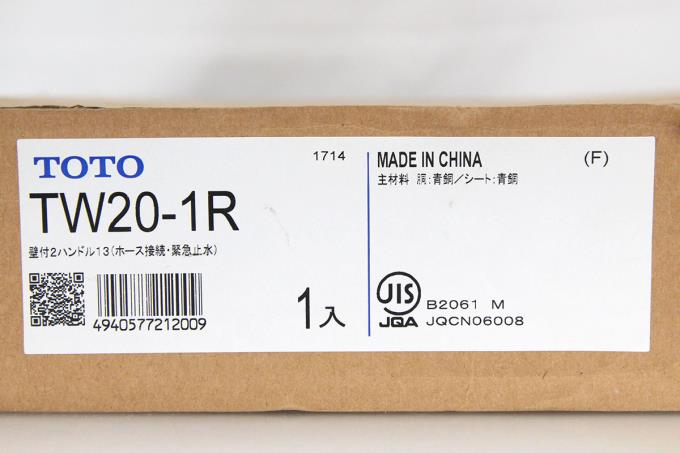 TOTO
1714
TW20-1R
壁付2ハンドル13(ホース接続・緊急止水)
4940577212009
1入
MADE IN CHINA
(F)
主材料 胴:青銅/シート:青銅
JIS
JQA
B2061 M
JQCN06008